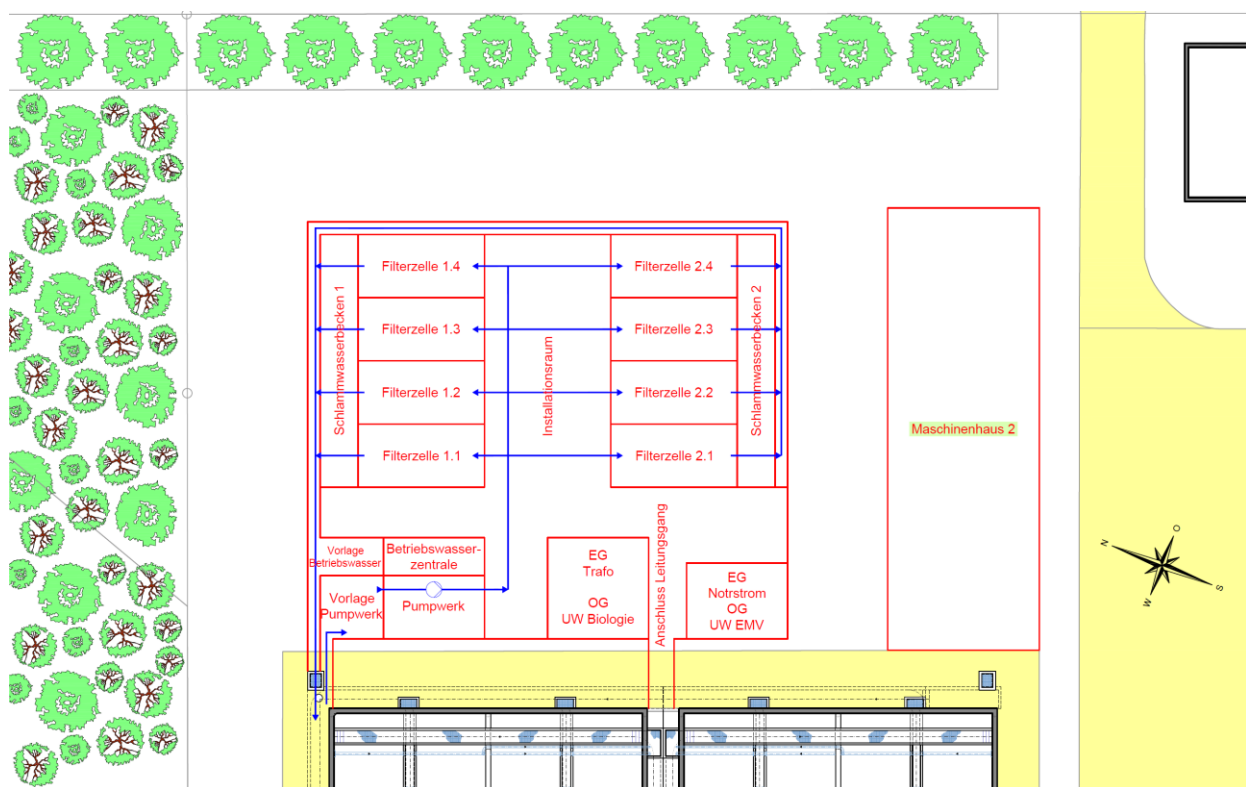 Filterzelle 1.4
Filterzelle 2.4
Filterzelle 1.3
Filterzelle 2.3
Filterzelle 1.2
Filterzelle 2.2
Filterzelle 1.1
Filterzelle 2.1
Schlammwasserbecken 1
Installationsraum
Schlammwasserbecken 2
Maschinenhaus 2
Vorlage
Betriebswasser
Betriebswasser-
zentrale
Vorlage
Pumpwerk
Pumpwerk
EG
Trafo
OG
UW Biologie
Anschluss Leitungsgang
EG
Notrstrom
OG
UW EMV
N
O
S
W